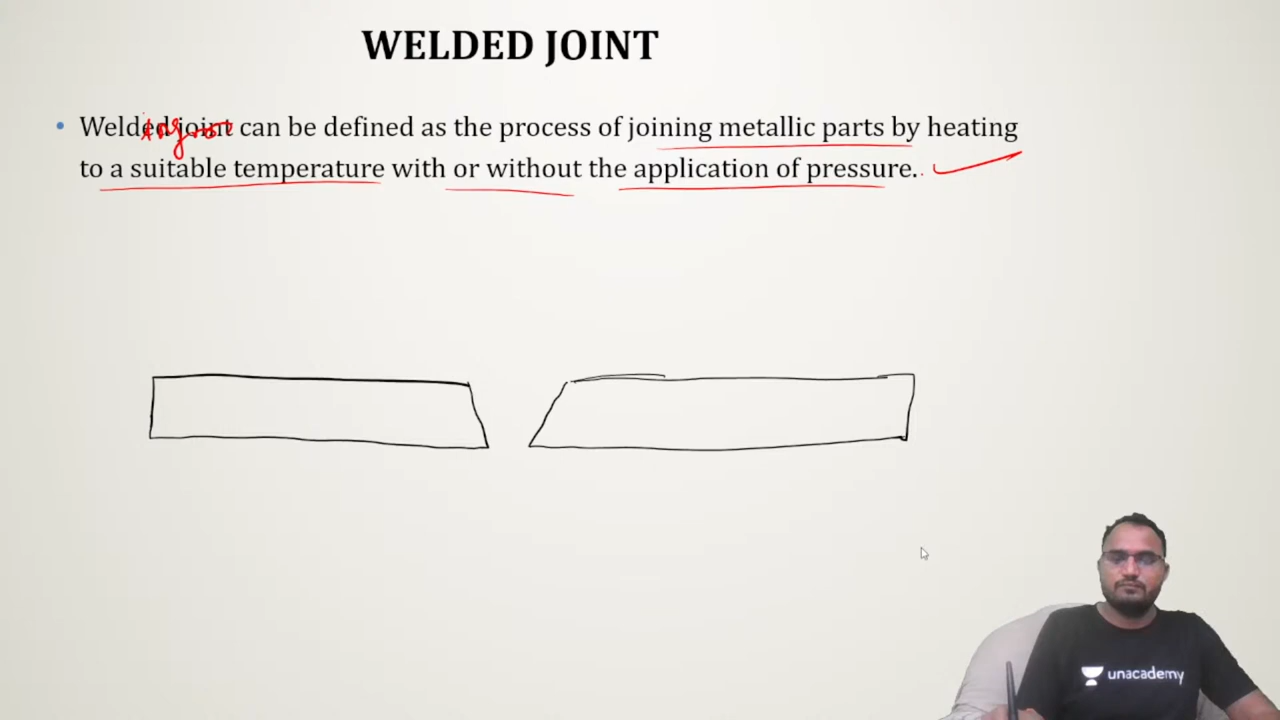 WELDED JOINT
• Welded joint can be defined as the process of joining metallic parts by heating
to a suitable temperature with or without the application of pressure.
unacademy